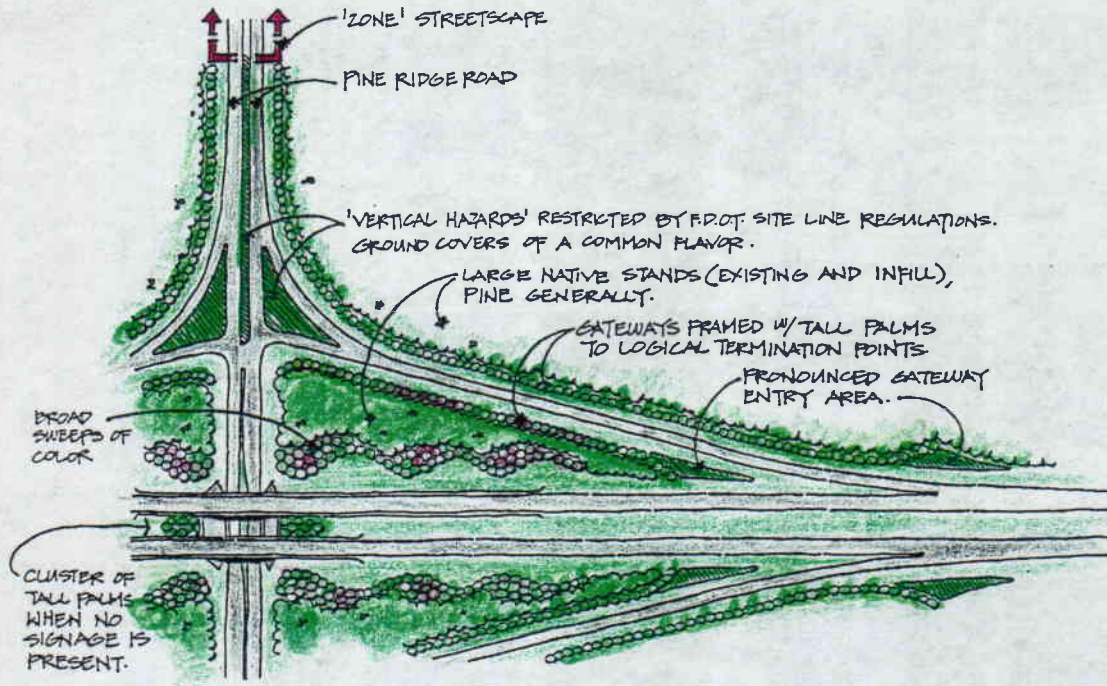 'ZONE' STREETSCAPE
PINE RIDGE ROAD
'VERTICAL HAZARDS' RESTRICTED BY F.D.O.T. SITE LINE REGULATIONS.
GROUND COVERS OF A COMMON FLAVOR.
LARGE NATIVE STANDS (EXISTING AND INFILL),
PINE GENERALLY.
GATEWAYS FRAMED W/ TALL PALMS
TO LOGICAL TERMINATION POINTS
PRONOUNCED GATEWAY
ENTRY AREA.
BROAD
SWEEPS OF
COLOR
CLUSTER OF
TALL PALMS
WHEN NO
SIGNAGE IS
PRESENT.